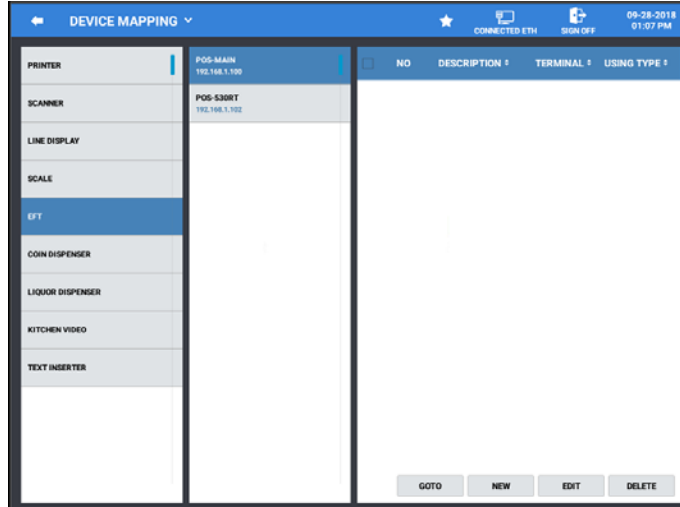 DEVICE MAPPING
CONNECTED ETH
SIGN OFF
09-28-2018
01:07 PM
PRINTER
SCANNER
LINE DISPLAY
SCALE
EFT
COIN DISPENSER
LIQUOR DISPENSER
KITCHEN VIDEO
TEXT INSERTER
POS-MAIN
192.168.1.100
POS-530RT
192.168.1.102
NO DESCRIPTION TERMINAL USING TYPE
GOTO NEW EDIT DELETE